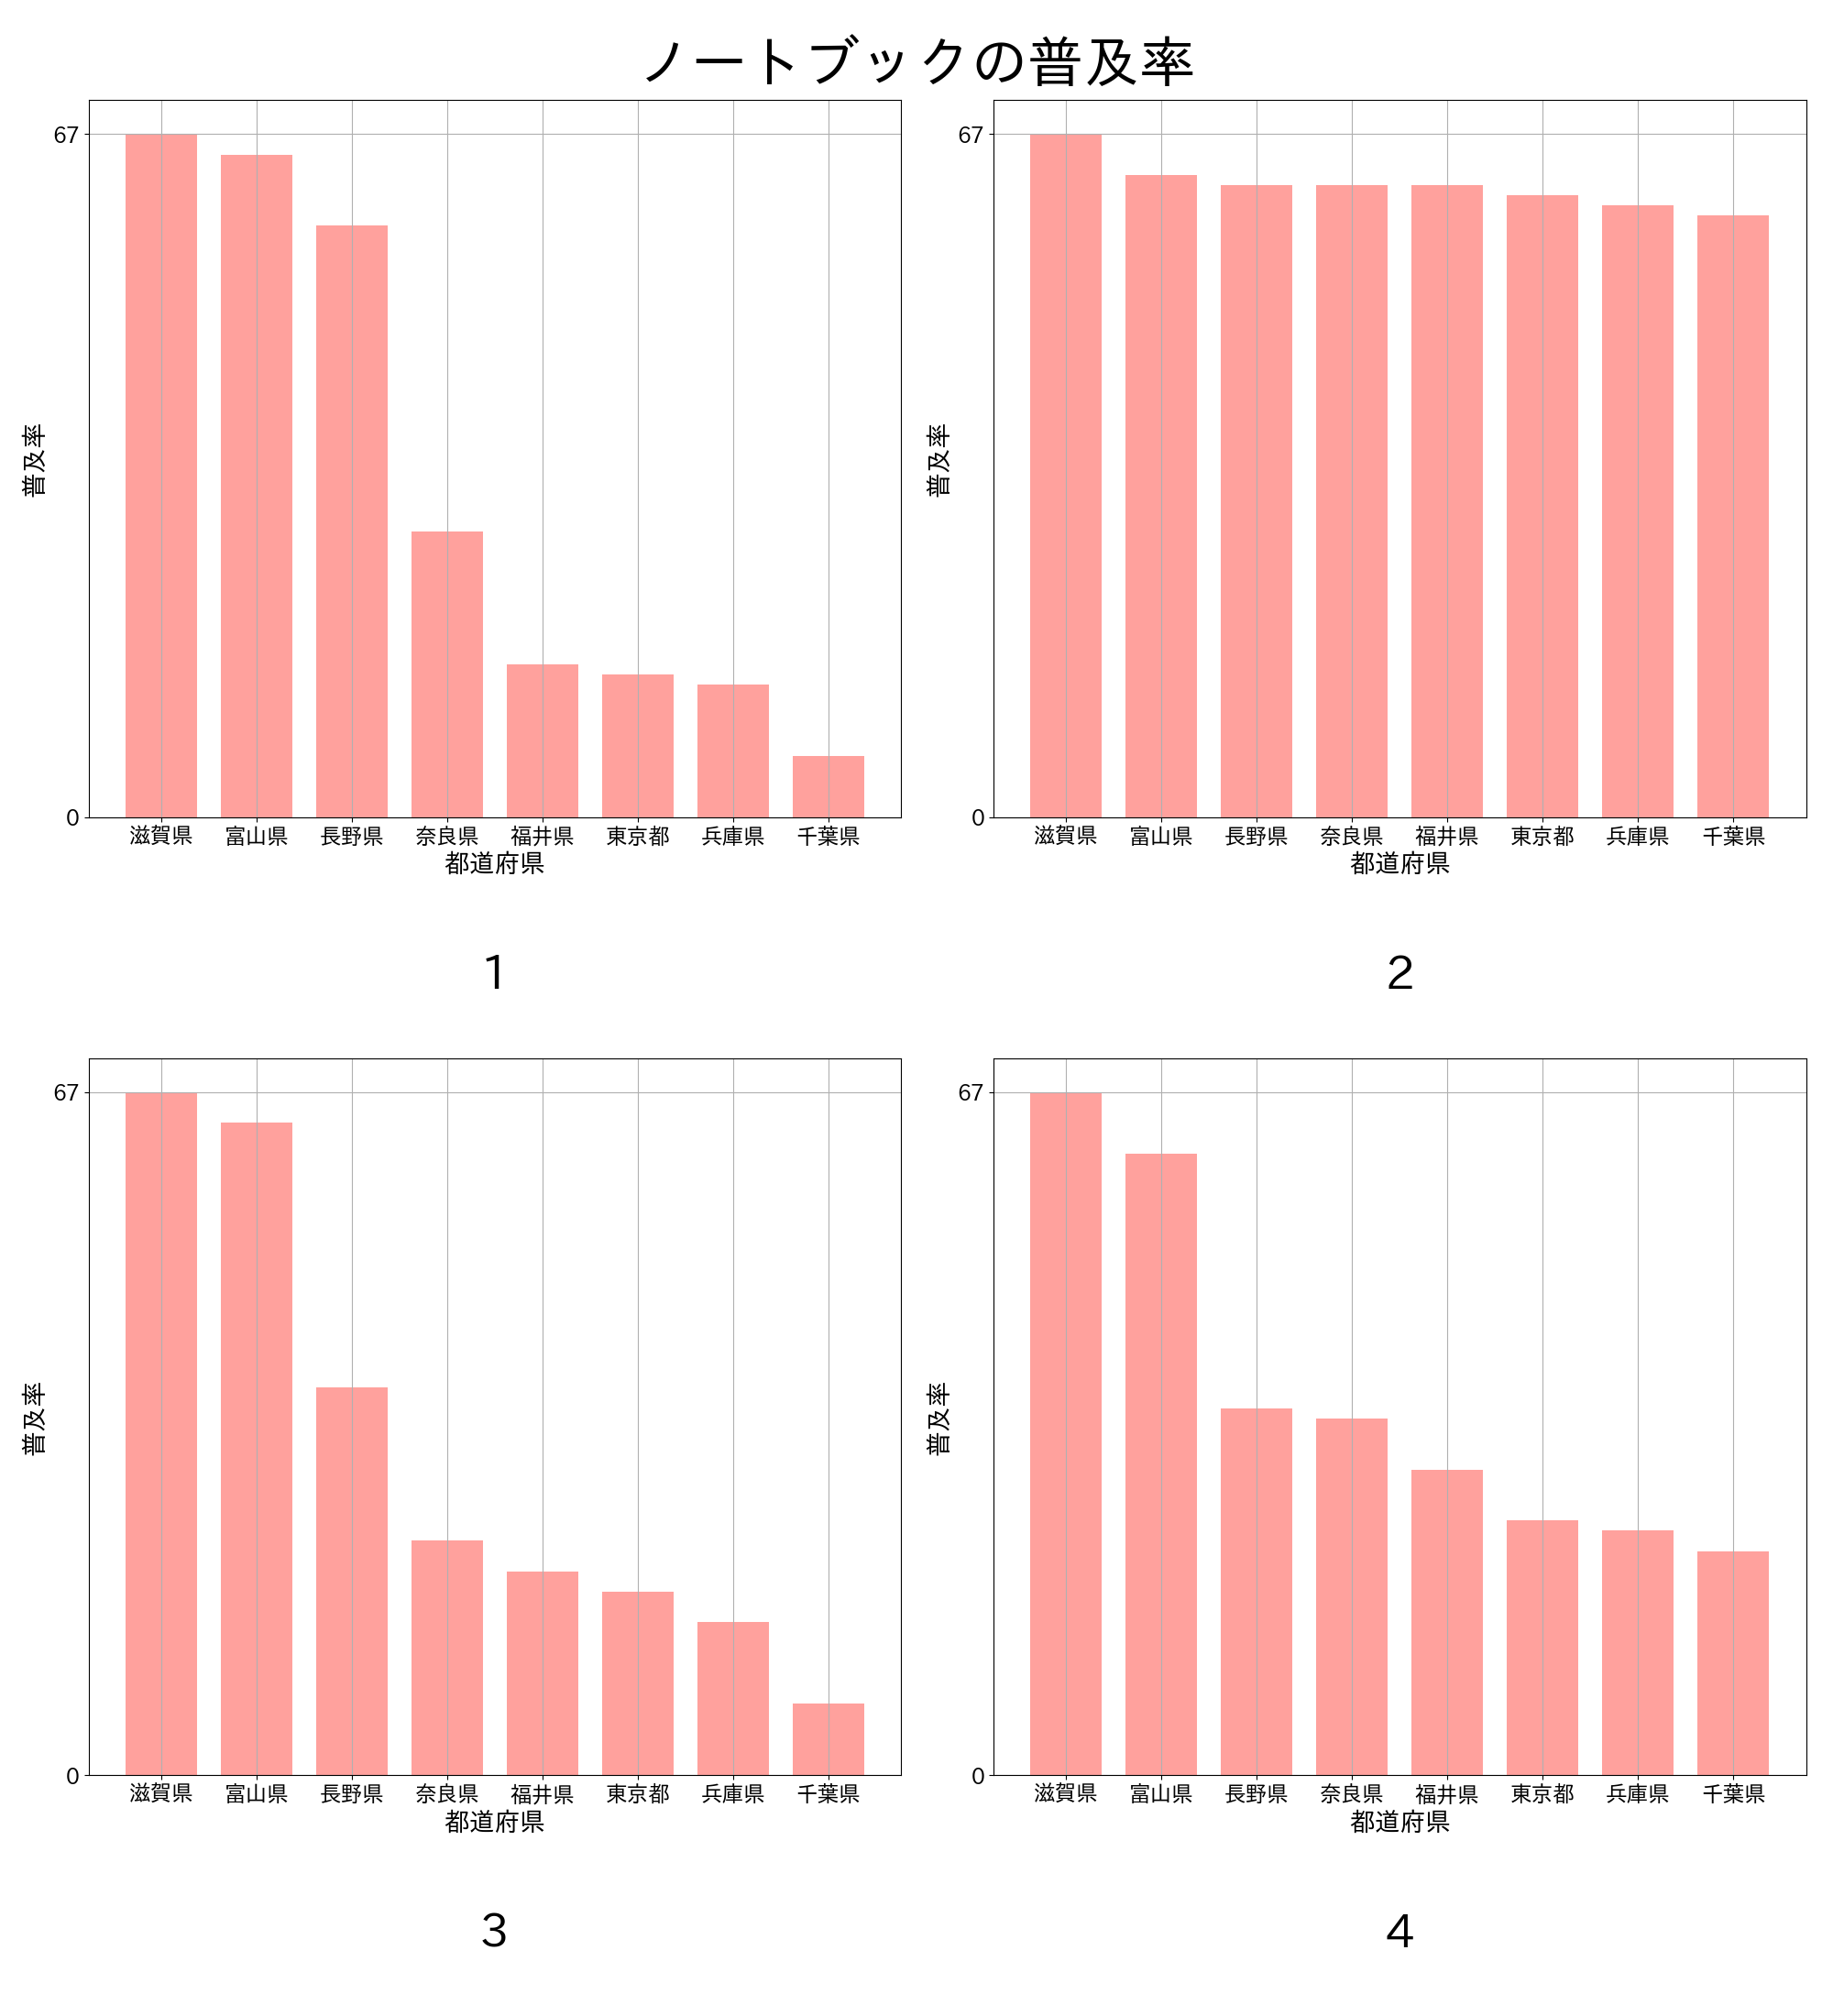 ノートブックの普及率
67
0
普及率
滋賀県 富山県 長野県 奈良県 福井県 東京都 兵庫県 千葉県
都道府県
1
67
0
普及率
滋賀県 富山県 長野県 奈良県 福井県 東京都 兵庫県 千葉県
都道府県
2
67
0
普及率
滋賀県 富山県 長野県 奈良県 福井県 東京都 兵庫県 千葉県
都道府県
3
67
0
普及率
滋賀県 富山県 長野県 奈良県 福井県 東京都 兵庫県 千葉県
都道府県
4